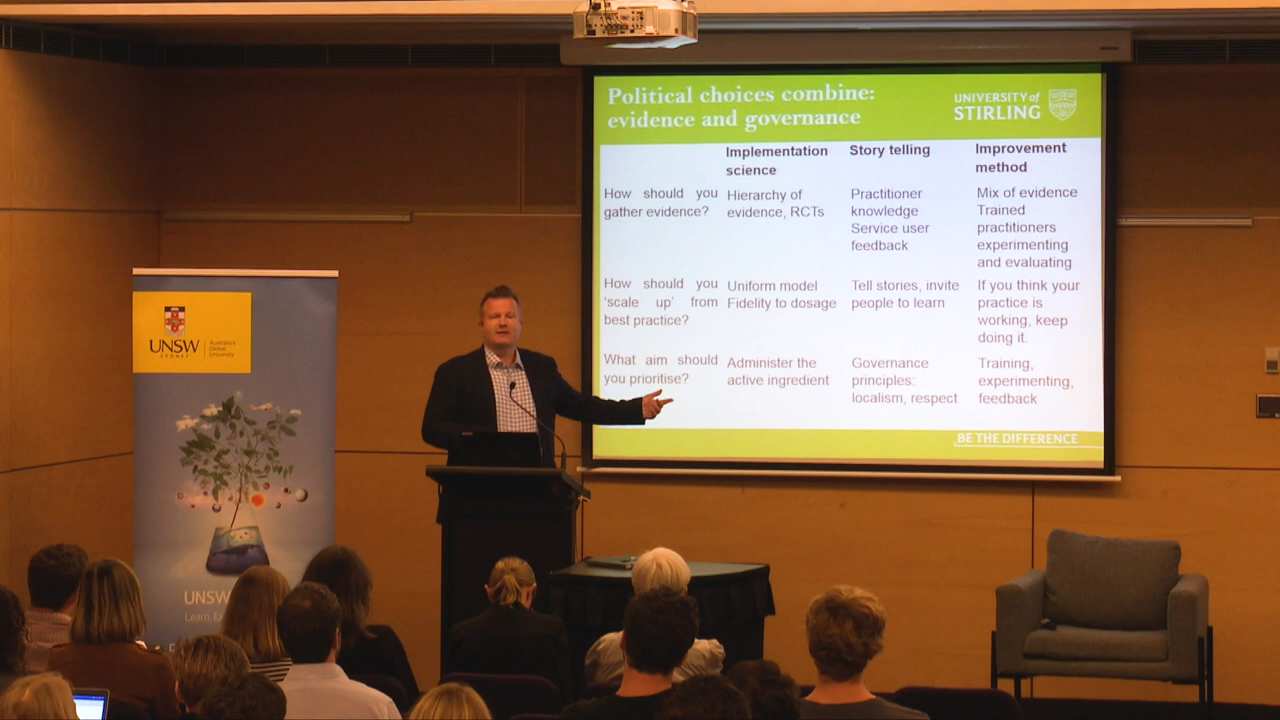 Political choices combine:
evidence and governance
UNIVERSITY of
STIRLING
Implementation
science
Story telling
Improvement
method
How should you
gather evidence?
Hierarchy of
evidence, RCTs
Practitioner
knowledge
Service user
feedback
Mix of evidence
Trained
practitioners
experimenting
and evaluating
How should you
‘scale up’ from
best practice?
Uniform model
Fidelity to dosage
Tell stories, invite
people to learn
If you think your
practice is
working, keep
doing it.
What aim should
you prioritise?
Administer the
active ingredient
Governance
principles:
localism, respect
Training,
experimenting,
feedback
BE THE DIFFERENCE
UNSW
SYDNEY
Australia's
Global
University
UNSW
Learn